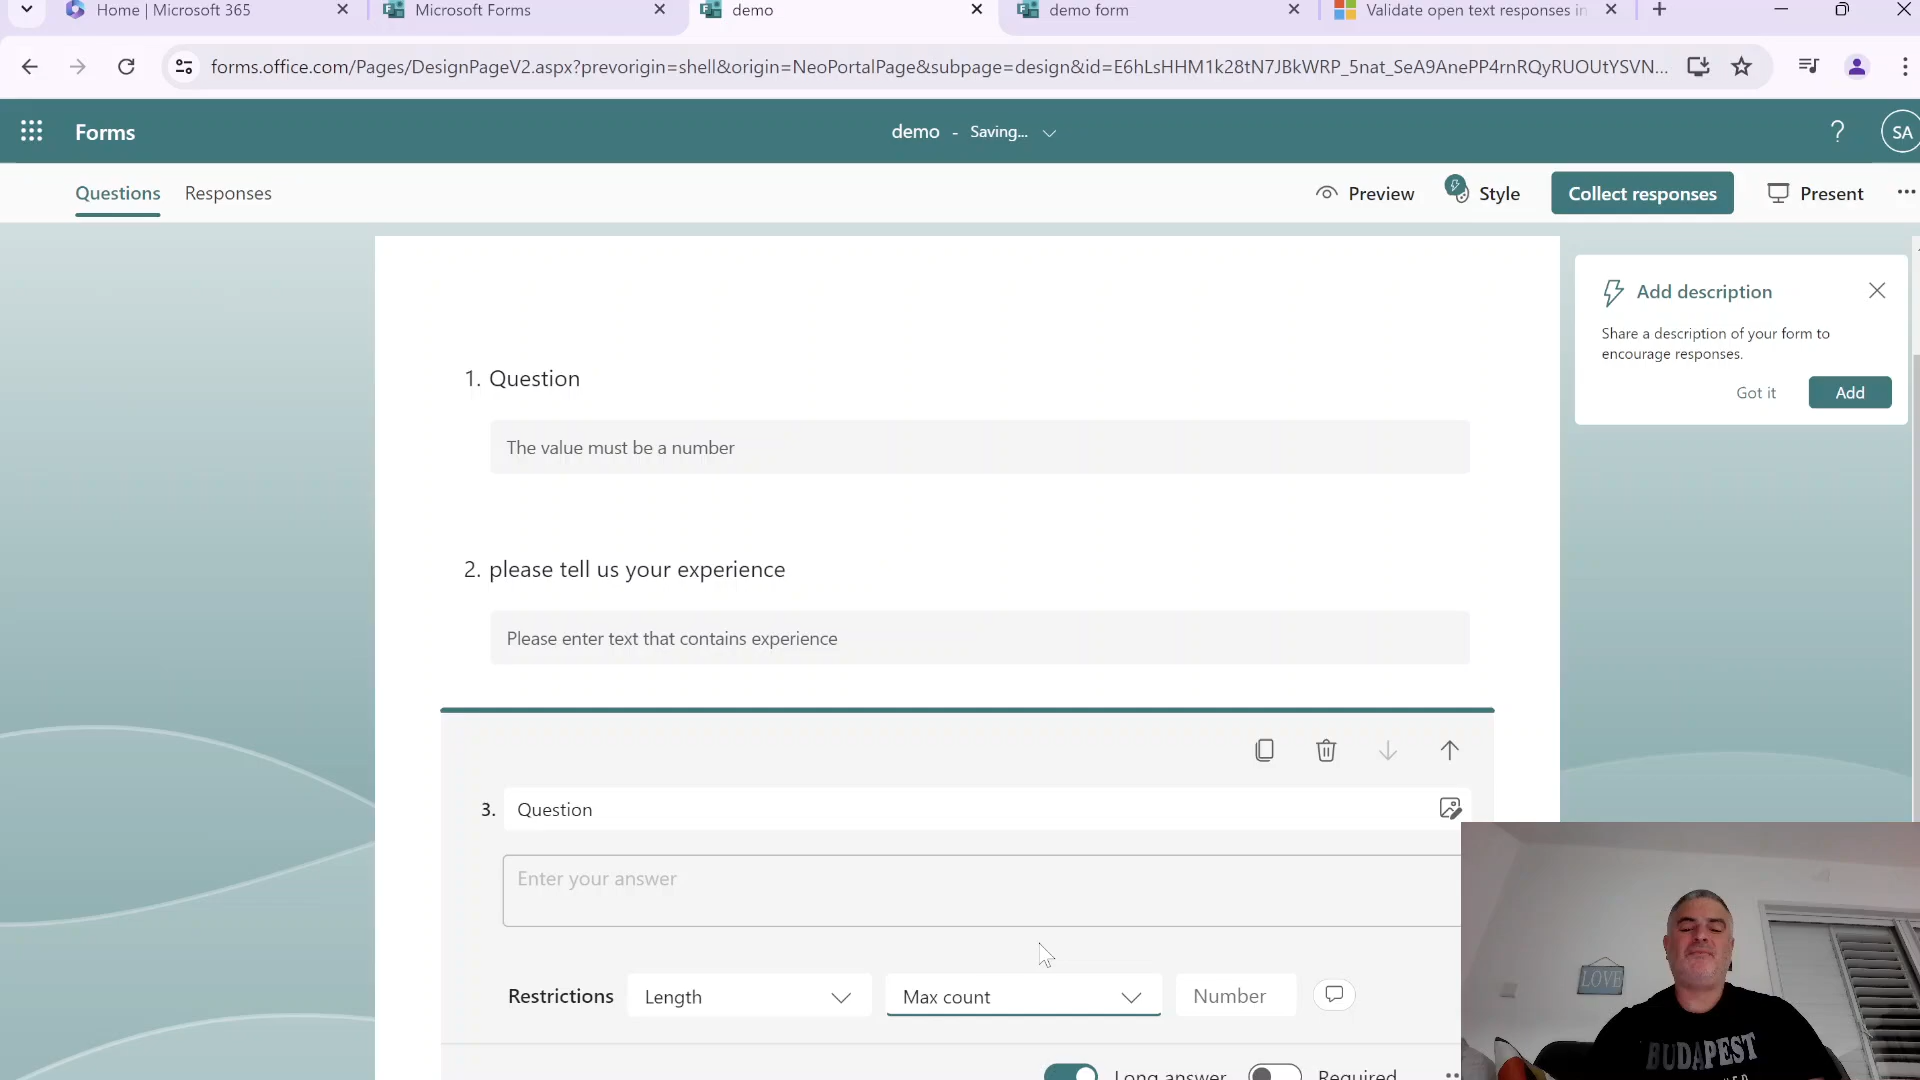 Home | Microsoft 365
Microsoft Forms
demo
demo form
Validate open text responses in
forms.office.com/Pages/DesignPageV2.aspx?prevorigin=shell&origin=NeoPortalPage&subpage=design&id=E6hLsHHM1k28tN7JBkWRP_5nat_SeA9AnePP4rnRQyRUOUtYSVN...
Forms
demo - Saving...
?
SA
Questions
Responses
Preview
Style
Collect responses
Present
Add description
Share a description of your form to
encourage responses.
Got it
Add
1. Question
The value must be a number
2. please tell us your experience
Please enter text that contains experience
3. Question
Enter your answer
Restrictions
Length
Max count
Number
Long answer
Required
LOVE
BUDAPEST